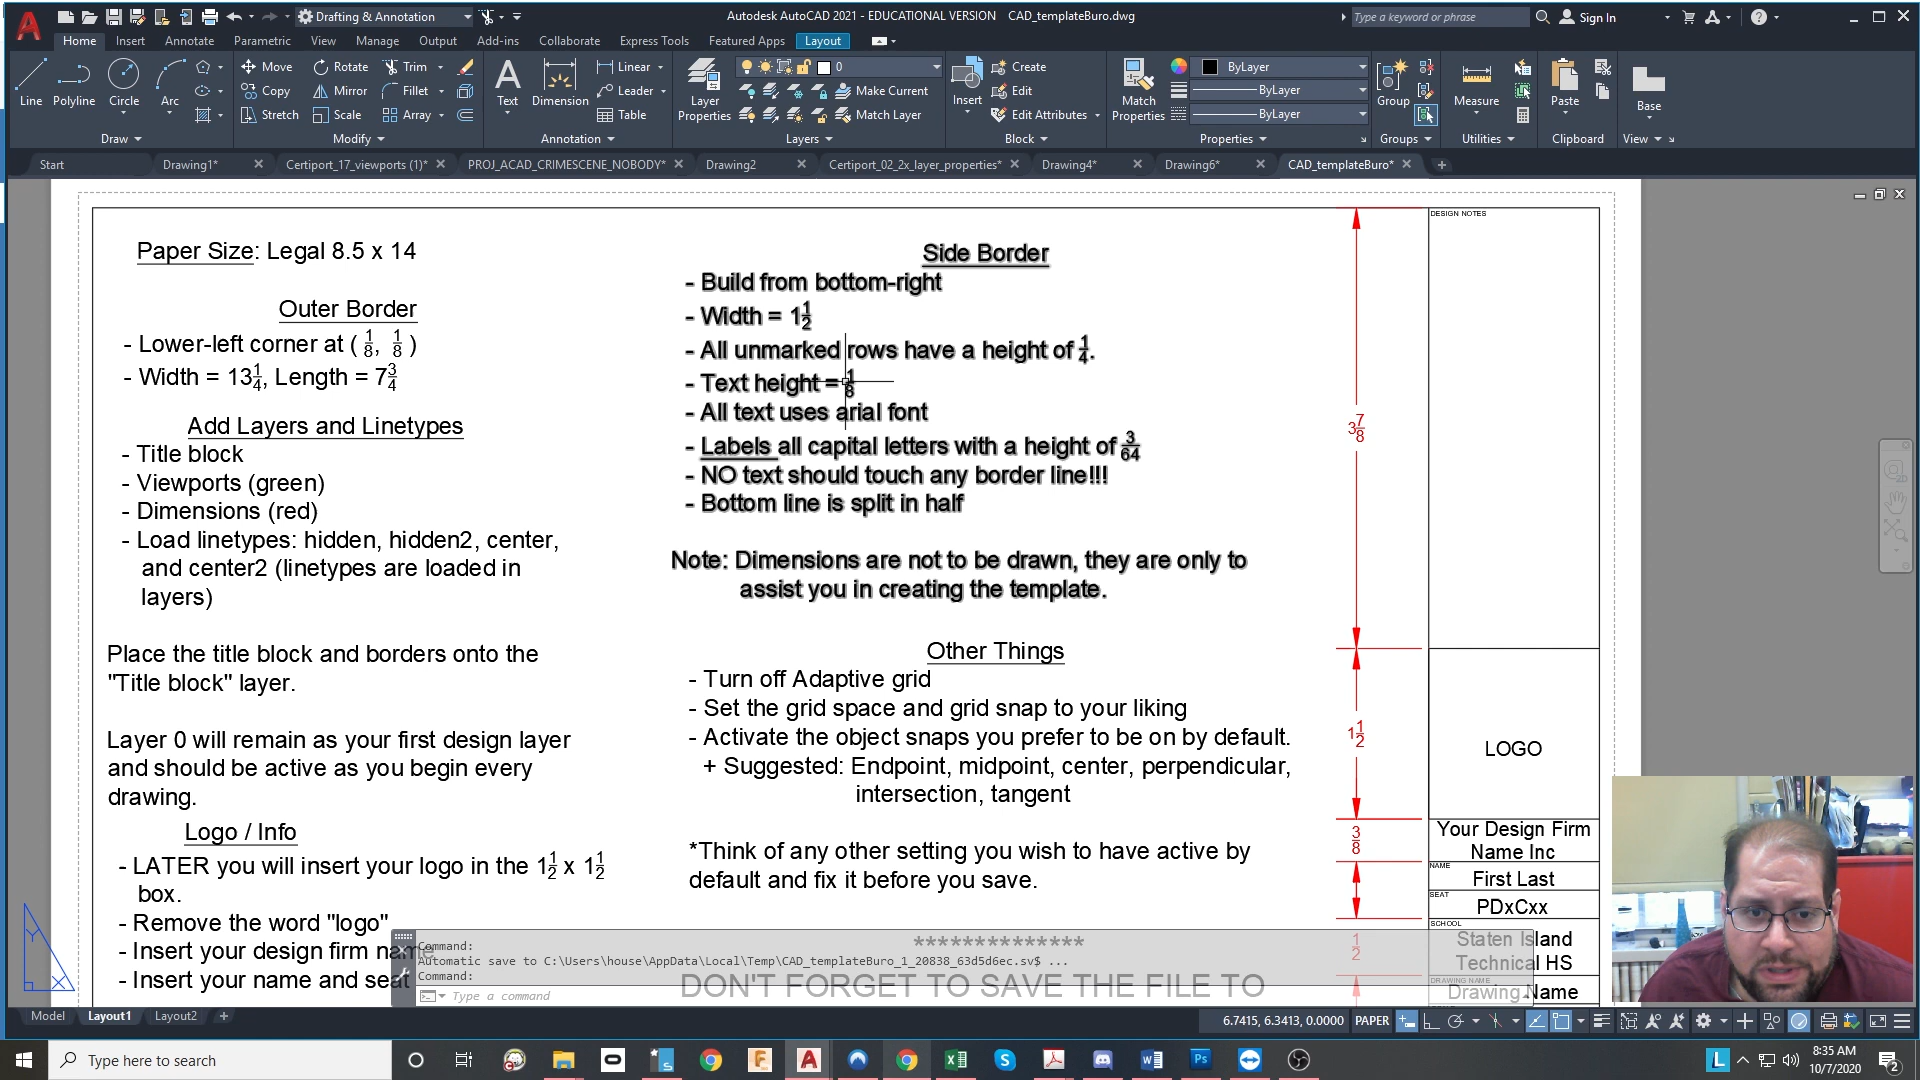 Drafting & Annotation
Autodesk AutoCAD 2021 - EDUCATIONAL VERSION CAD_templateBuro.dwg
Type a keyword or phrase
Sign In
Home Insert Annotate Parametric View Manage Output Add-ins Collaborate Express Tools Featured Apps Layout
Line Polyline Circle Arc
Move Rotate Trim
Copy Mirror Fillet
Stretch Scale Array
Text Dimension
Linear
Leader
Table
Layer Properties
0
Make Current
Match Layer
Insert
Create
Edit
Edit Attributes
Match Properties
ByLayer
ByLayer
ByLayer
Group
Measure
Paste
Base
Draw Modify Annotation Layers Block Properties Groups Utilities Clipboard View
Start Drawing1* Certiport_17_viewports (1)* PROJ_ACAD_CRIMESCENE_NOBODY* Drawing2 Certiport_02_2x_layer_properties* Drawing4* Drawing6* CAD_templateBuro*
Paper Size: Legal 8.5 x 14
Outer Border
- Lower-left corner at ( 1/8, 1/8 )
- Width = 13 1/4, Length = 7 3/4
Add Layers and Linetypes
- Title block
- Viewports (green)
- Dimensions (red)
- Load linetypes: hidden, hidden2, center,
and center2 (linetypes are loaded in
layers)
Place the title block and borders onto the
"Title block" layer.
Layer 0 will remain as your first design layer
and should be active as you begin every
drawing.
Logo / Info
- LATER you will insert your logo in the 1 1/2 x 1 1/2
box.
- Remove the word "logo"
- Insert your design firm name
- Insert your name and seat
Side Border
- Build from bottom-right
- Width = 1 1/2
- All unmarked rows have a height of 1/4.
- Text height = 1/8
- All text uses arial font
- Labels all capital letters with a height of 3/64
- NO text should touch any border line!!!
- Bottom line is split in half
Note: Dimensions are not to be drawn, they are only to
assist you in creating the template.
Other Things
- Turn off Adaptive grid
- Set the grid space and grid snap to your liking
- Activate the object snaps you prefer to be on by default.
+ Suggested: Endpoint, midpoint, center, perpendicular,
intersection, tangent
*Think of any other setting you wish to have active by
default and fix it before you save.
**************
DON'T FORGET TO SAVE THE FILE TO
3 7/8
1 1/2
3/8
1/2
DESIGN NOTES
LOGO
Your Design Firm
Name Inc
NAME
First Last
SEAT
PDxCxx
SCHOOL
Staten Island
Technical HS
DRAWING NAME
Drawing Name
Y
X
Command:
Automatic save to C:\Users\house\AppData\Local\Temp\CAD_templateBuro_1_20838_63d5d6ec.sv$ ...
Command:
Type a command
Model Layout1 Layout2
6.7415, 6.3413, 0.0000 PAPER
Type here to search
8:35 AM
10/7/2020
2